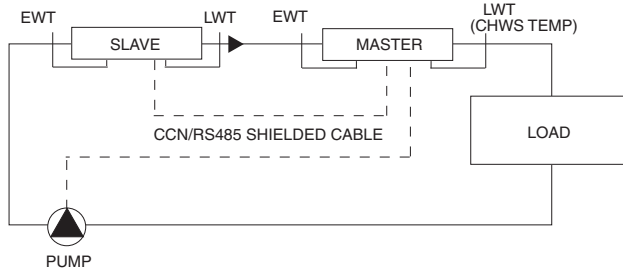 EWT
SLAVE
LWT
EWT
MASTER
LWT
(CHWS TEMP)
CCN/RS485 SHIELDED CABLE
LOAD
PUMP